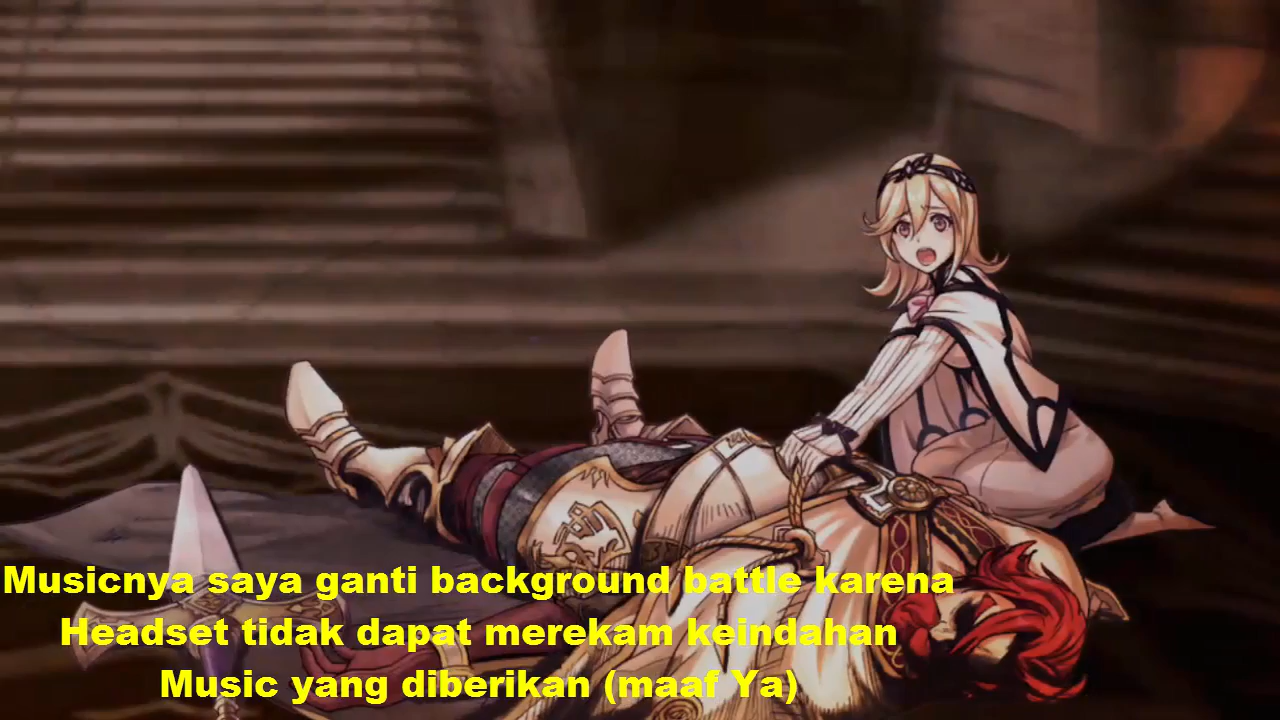 Musicnya saya ganti background battle karena
Headset tidak dapat merekam keindahan
Music yang diberikan (maaf Ya)